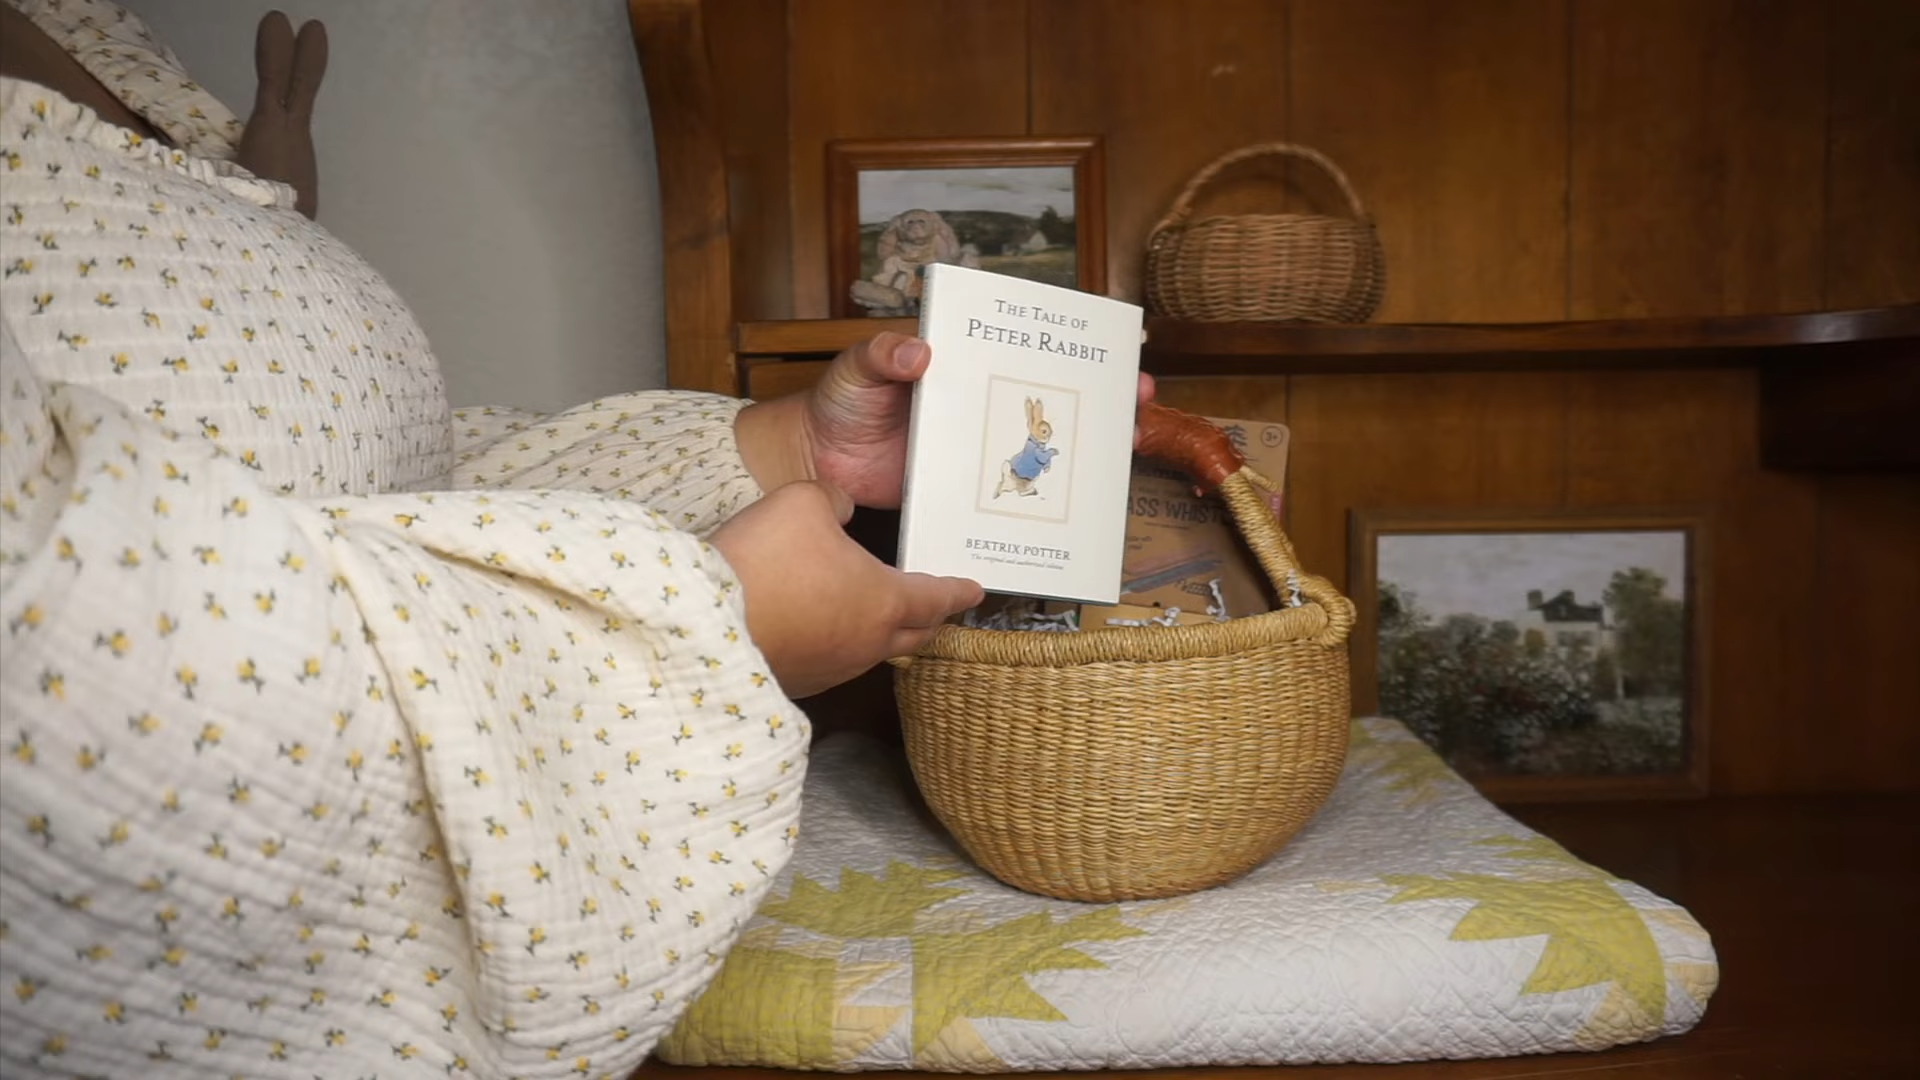 THE TALE OF
PETER RABBIT
BEATRIX POTTER
The original and authorized edition
3+
ASS WHIST